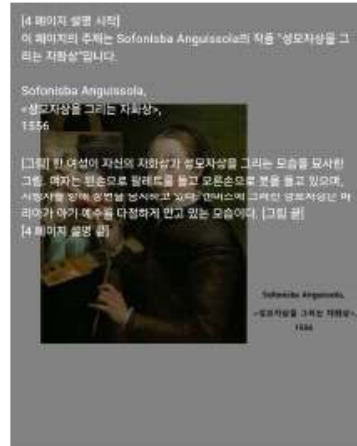 [4 페이지 설명 시작]
이 페이지의 주제는 Sofonisba Anguissola의 작품 "성모자상을 그
리는 자화상"입니다.
Sofonisba Anguissola,
<성모자상을 그리는 자화상>,
1556
[그림] 한 여성이 자신의 자화상가 성모자상을 그리는 모습을 묘사한
그림. 여자는 왼손으로 팔레트를 들고 오른손으로 붓을 들고 있으며,
정면을 응시하고 있다. 캔버스에 그려진 성모자상은 마
리아가 아기 예수를 다정하게 안고 있는 모습이다. [그림 끝]
[4 페이지 설명 끝]
Sofonisba Anguissola,
<성모자상을 그리는 자화상>,
1556